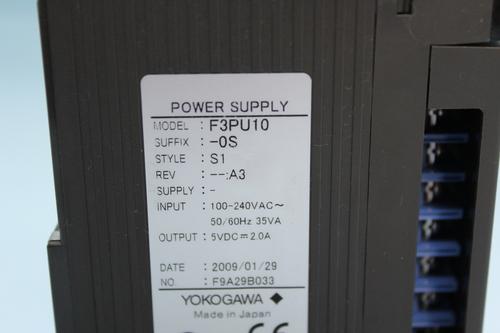 POWER SUPPLY
MODEL : F3PU10
SUFFIX : -0S
STYLE : S1
REV : --:A3
SUPPLY : -
INPUT : 100-240VAC~
50/60Hz 35VA
OUTPUT : 5VDC⎓2.0A
DATE : 2009/01/29
NO. : F9A29B033
YOKOGAWA ◆
Made in Japan